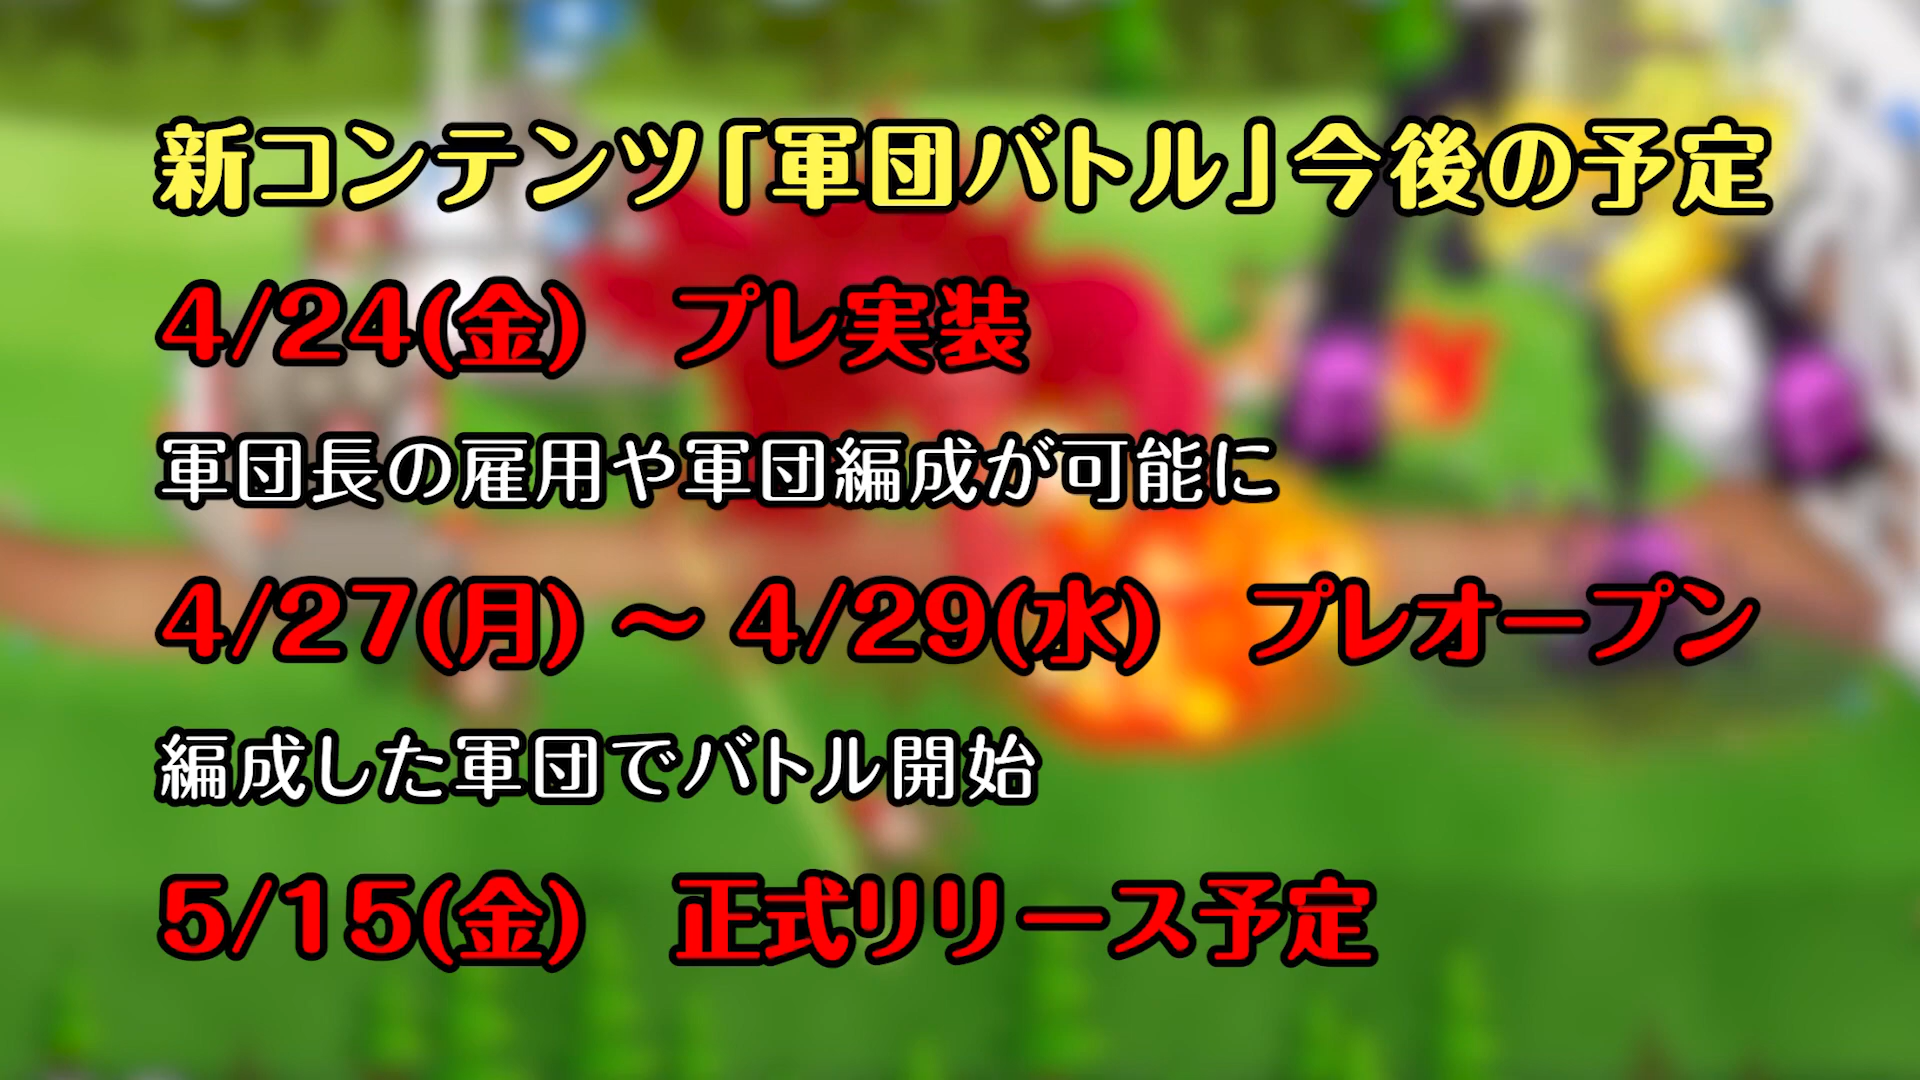 新コンテンツ「軍団バトル」今後の予定
4/24(金)　プレ実装
軍団長の雇用や軍団編成が可能に
4/27(月) ～ 4/29(水)　プレオープン
編成した軍団でバトル開始
5/15(金)　正式リリース予定